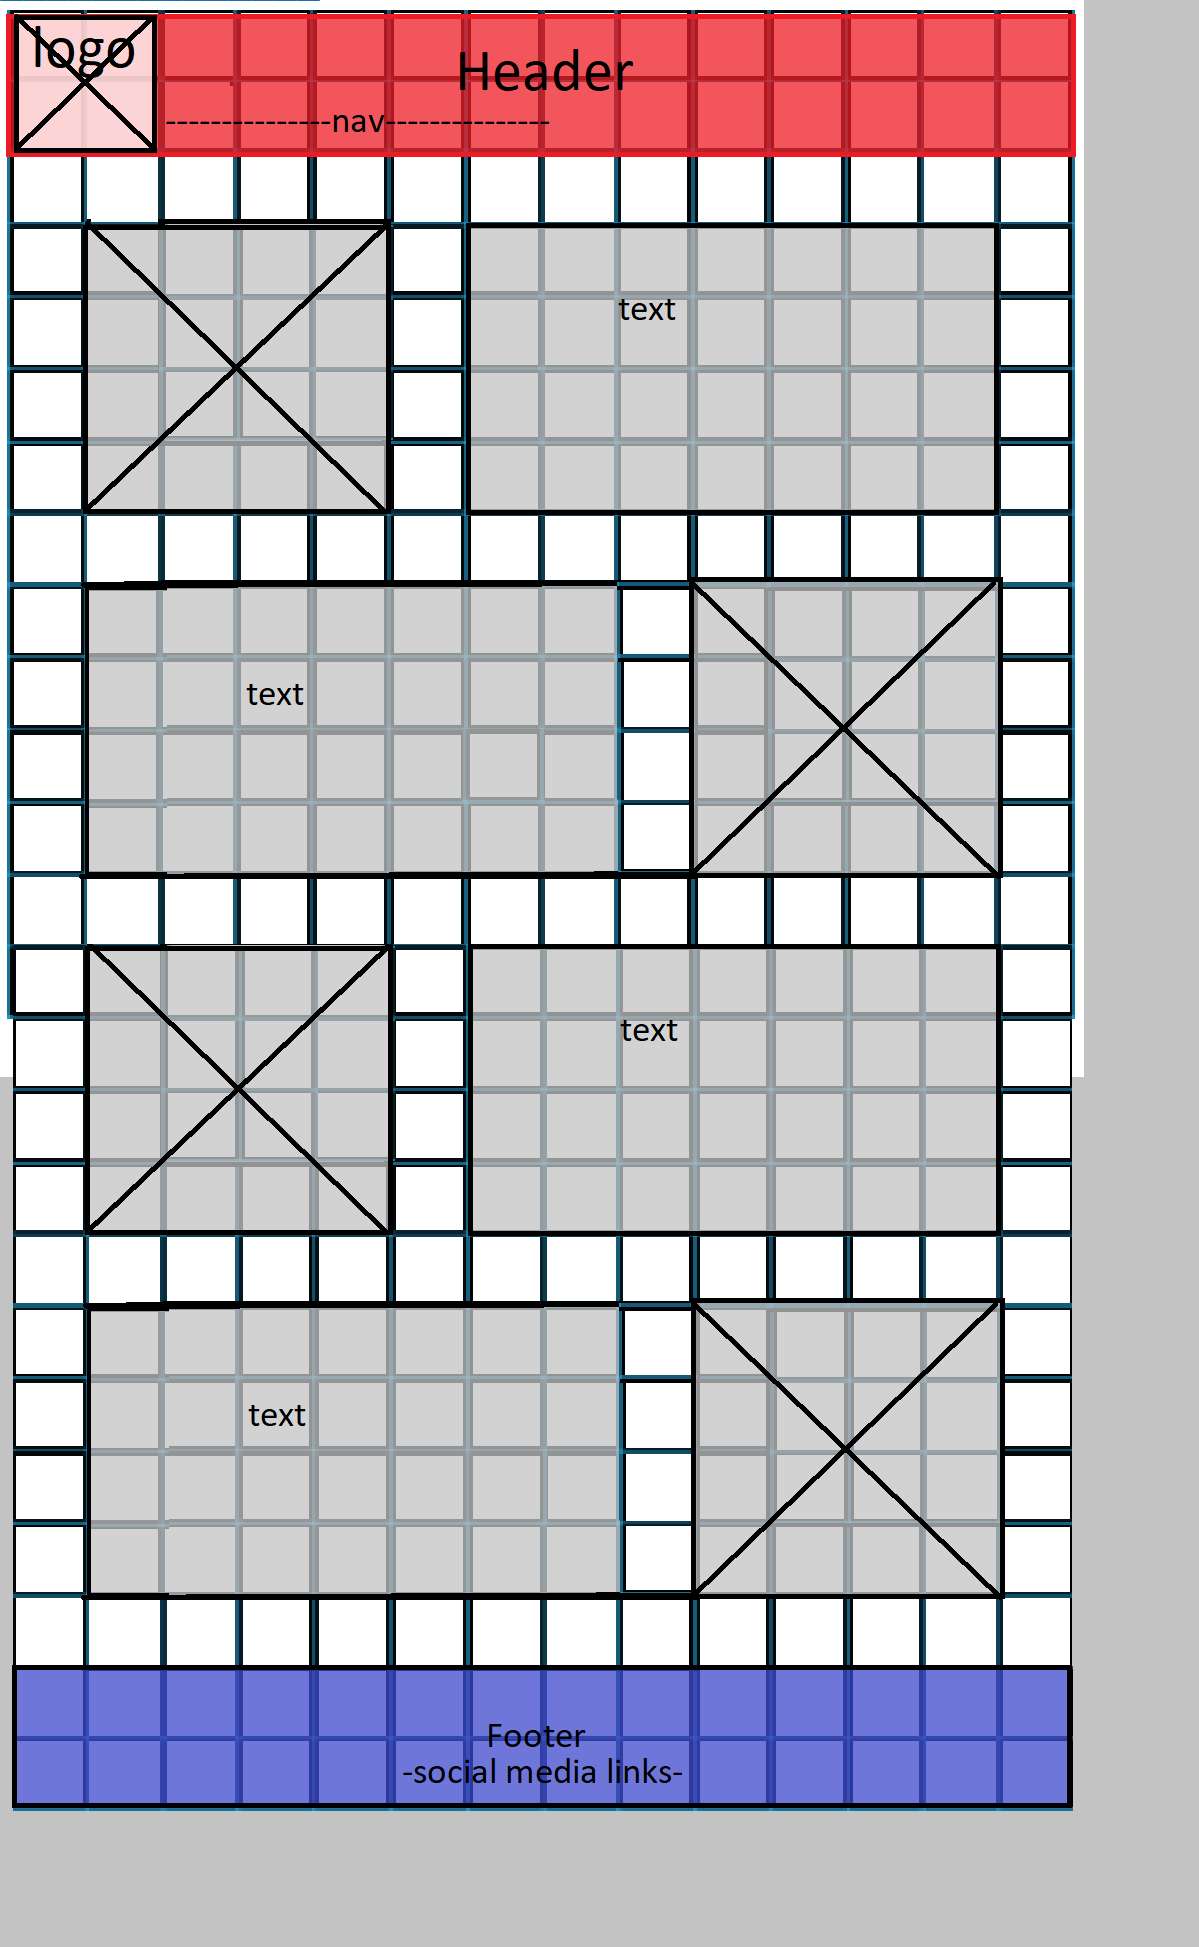 logo
Header
---------------nav---------------
text
text
text
text
Footer
-social media links-